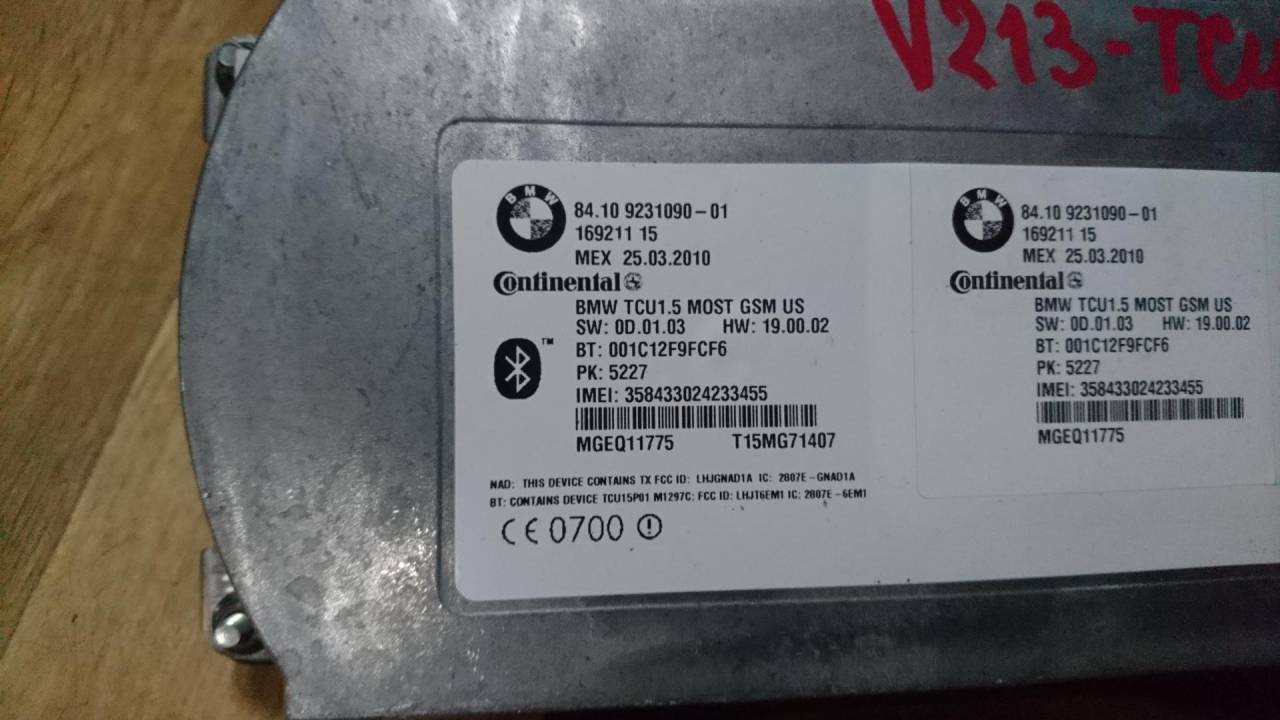 V213-TCU
BMW
84.10 9231090-01
169211 15
MEX 25.03.2010
Continental
BMW TCU1.5 MOST GSM US
SW: 0D.01.03 HW: 19.00.02
™
BT: 001C12F9FCF6
PK: 5227
IMEI: 358433024233455
MGEQ11775 T15MG71407
NAD: THIS DEVICE CONTAINS TX FCC ID: LHJGNAD1A IC: 2807E-GNAD1A
BT: CONTAINS DEVICE TCU15P01 M1297C; FCC ID: LHJT6EM1 IC: 2807E-6EM1
CE 0700
BMW
84.10 9231090-01
169211 15
MEX 25.03.2010
Continental
BMW TCU1.5 MOST GSM US
SW: 0D.01.03 HW: 19.00.02
BT: 001C12F9FCF6
PK: 5227
IMEI: 358433024233455
MGEQ11775